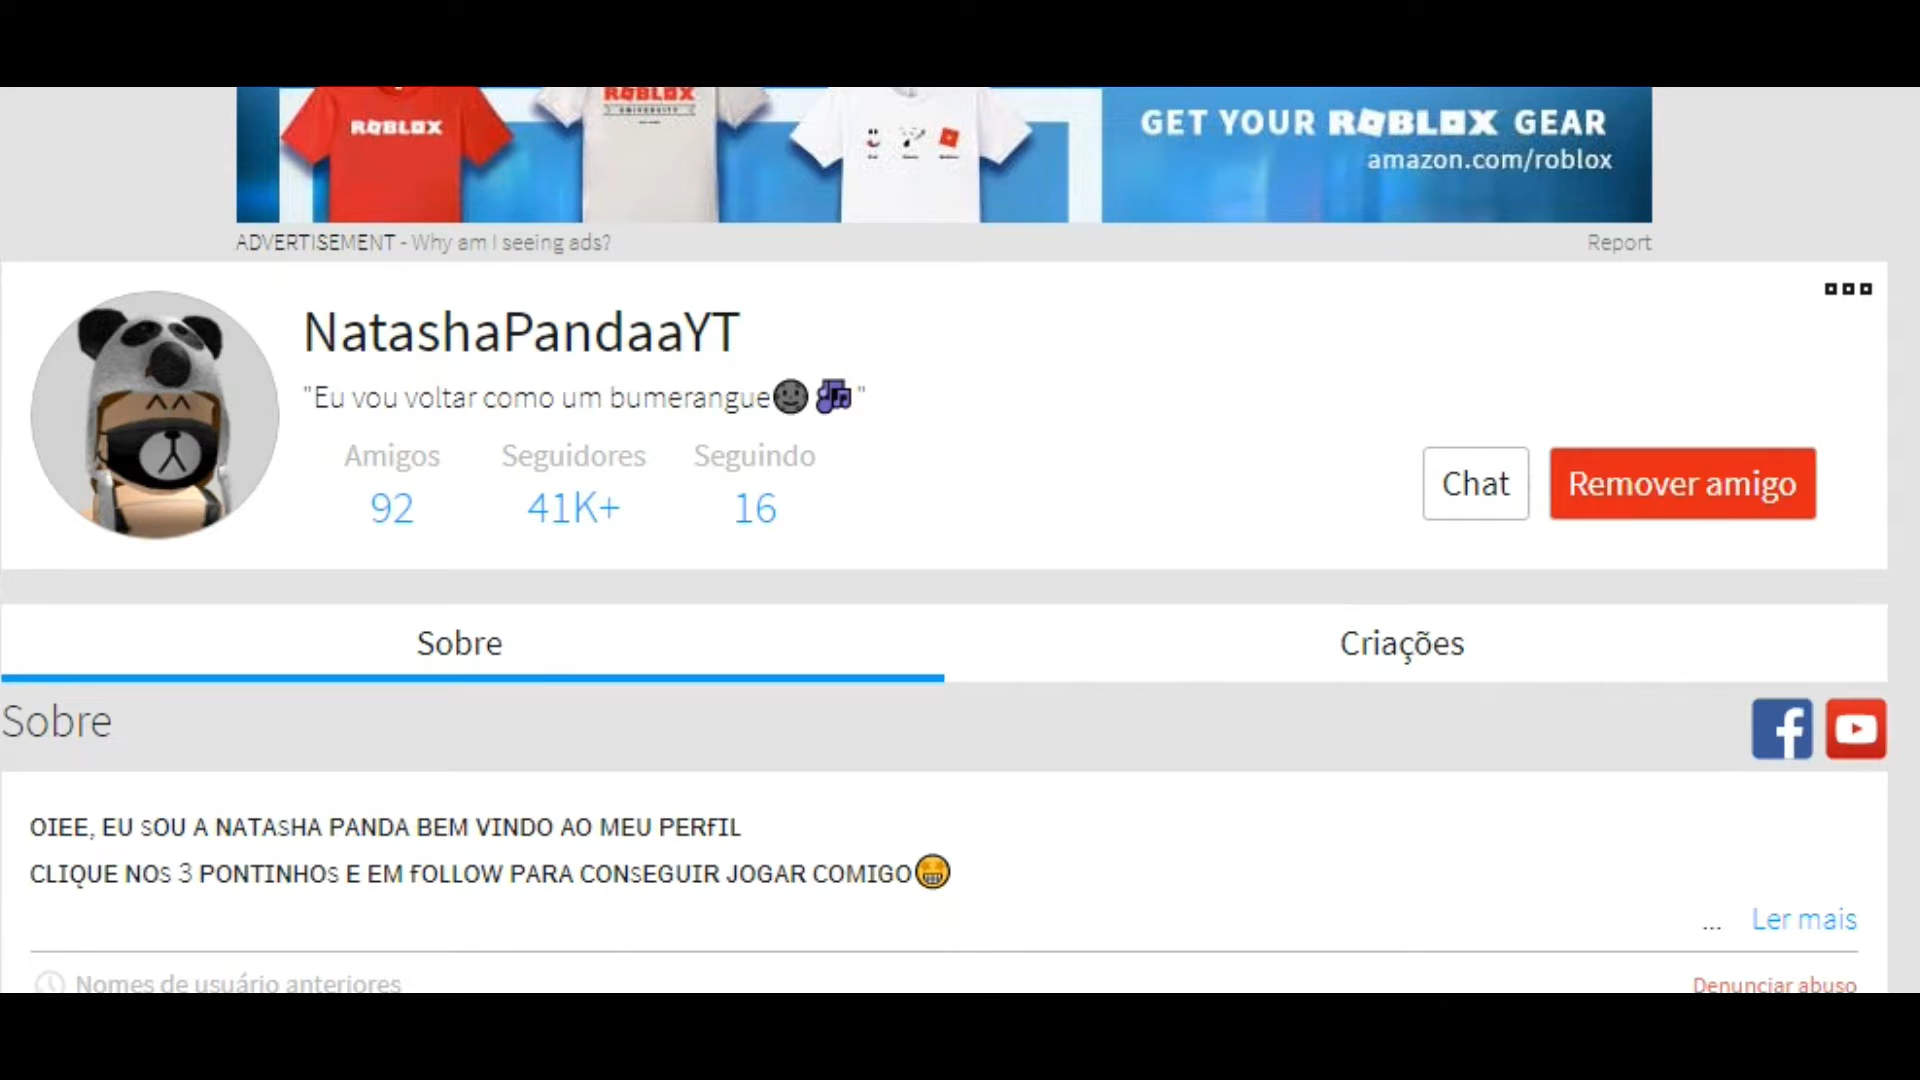 ROBLOX
ROBLOX
UNIVERSITY
GET YOUR ROBLOX GEAR
amazon.com/roblox
ADVERTISEMENT - Why am I seeing ads?
Report
NatashaPandaaYT
"Eu vou voltar como um bumerangue🌚🎶"
Amigos
Seguidores
Seguindo
92
41K+
16
Chat
Remover amigo
Sobre
Criações
Sobre
OIEE, EU sOU A NATAsHA PANDA BEM VINDO AO MEU PERfIL
CLIQUE NOs 3 PONTINHOs E EM fOLLOW PARA CONsEGUIR JOGAR COMIGO😁
... Ler mais
Nomes de usuário anteriores
Denunciar abuso